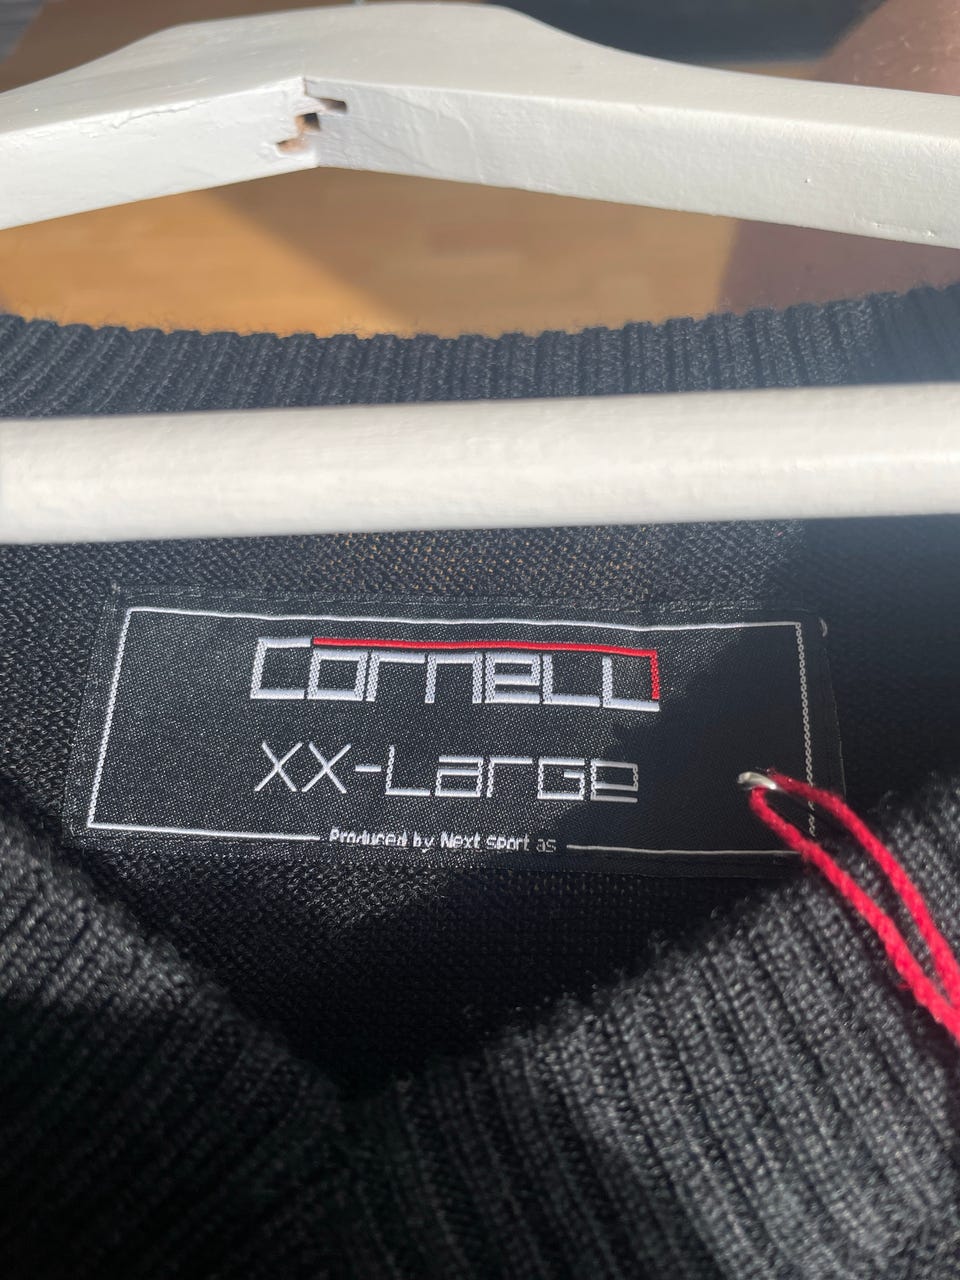 Cornell
XX-Large
Produced by Next sport as